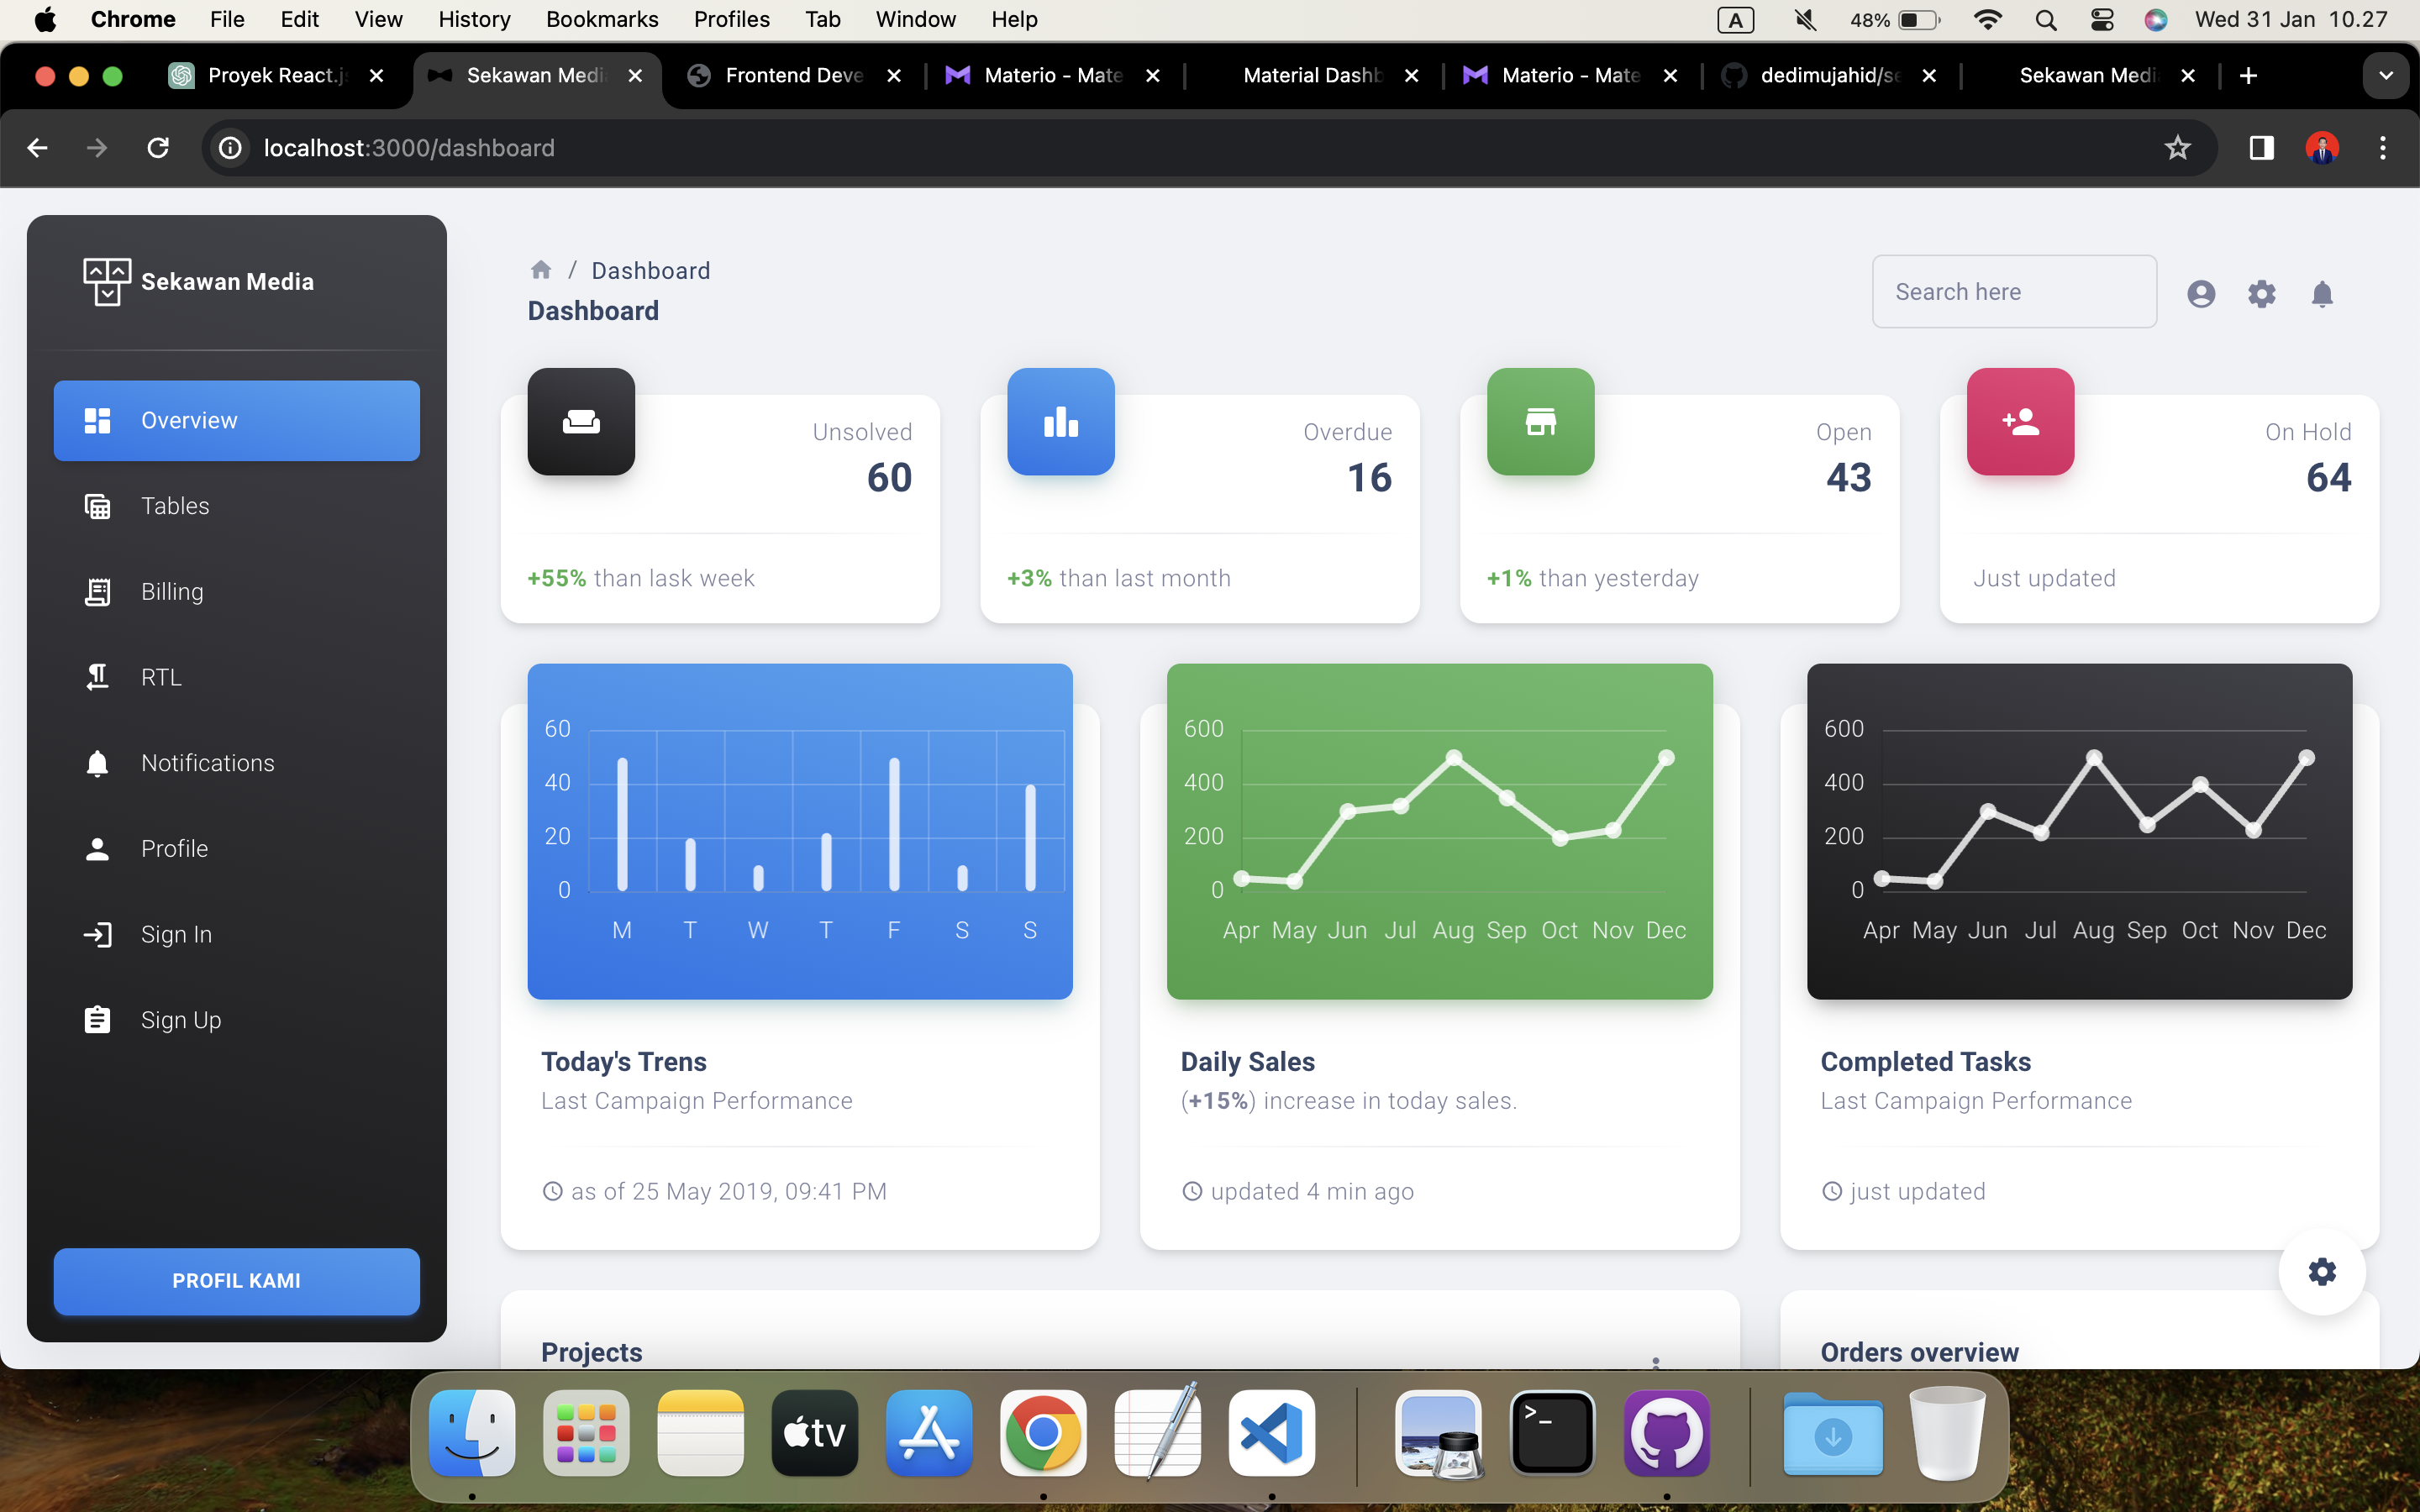 Chrome File Edit View History Bookmarks Profiles Tab Window Help A 48% Wed 31 Jan 10.27
Proyek React.js Sekawan Medi Frontend Deve Materio - Mate Material Dashb Materio - Mate dedimujahid/se Sekawan Medi
localhost:3000/dashboard
Sekawan Media
Overview
Tables
Billing
RTL
Notifications
Profile
Sign In
Sign Up
PROFIL KAMI
/ Dashboard
Dashboard
Search here
Unsolved
60
+55% than lask week
Overdue
16
+3% than last month
Open
43
+1% than yesterday
On Hold
64
Just updated
60
40
20
0
M T W T F S S
Today's Trens
Last Campaign Performance
as of 25 May 2019, 09:41 PM
600
400
200
0
Apr May Jun Jul Aug Sep Oct Nov Dec
Daily Sales
(+15%) increase in today sales.
updated 4 min ago
600
400
200
0
Apr May Jun Jul Aug Sep Oct Nov Dec
Completed Tasks
Last Campaign Performance
just updated
Projects
Orders overview
tv
>_